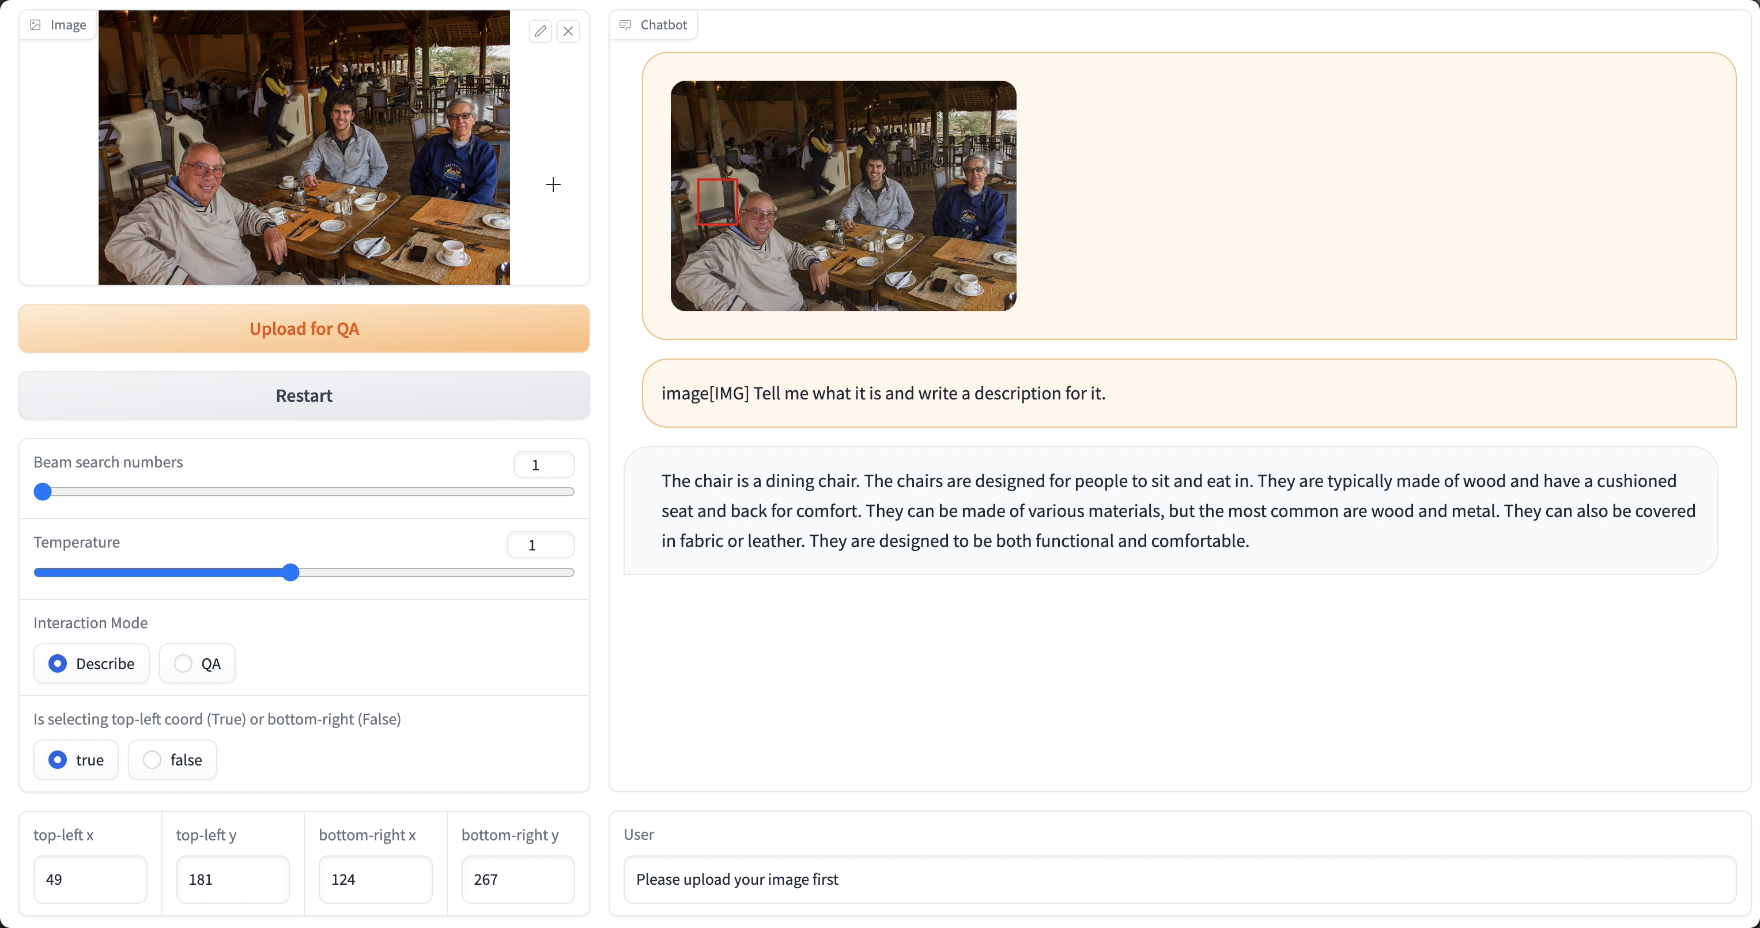 Image
Upload for QA
Restart
Beam search numbers
1
Temperature
1
Interaction Mode
Describe
QA
Is selecting top-left coord (True) or bottom-right (False)
true
false
top-left x
top-left y
bottom-right x
bottom-right y
49
181
124
267
Chatbot
image[IMG] Tell me what it is and write a description for it.
The chair is a dining chair. The chairs are designed for people to sit and eat in. They are typically made of wood and have a cushioned
seat and back for comfort. They can be made of various materials, but the most common are wood and metal. They can also be covered
in fabric or leather. They are designed to be both functional and comfortable.
User
Please upload your image first